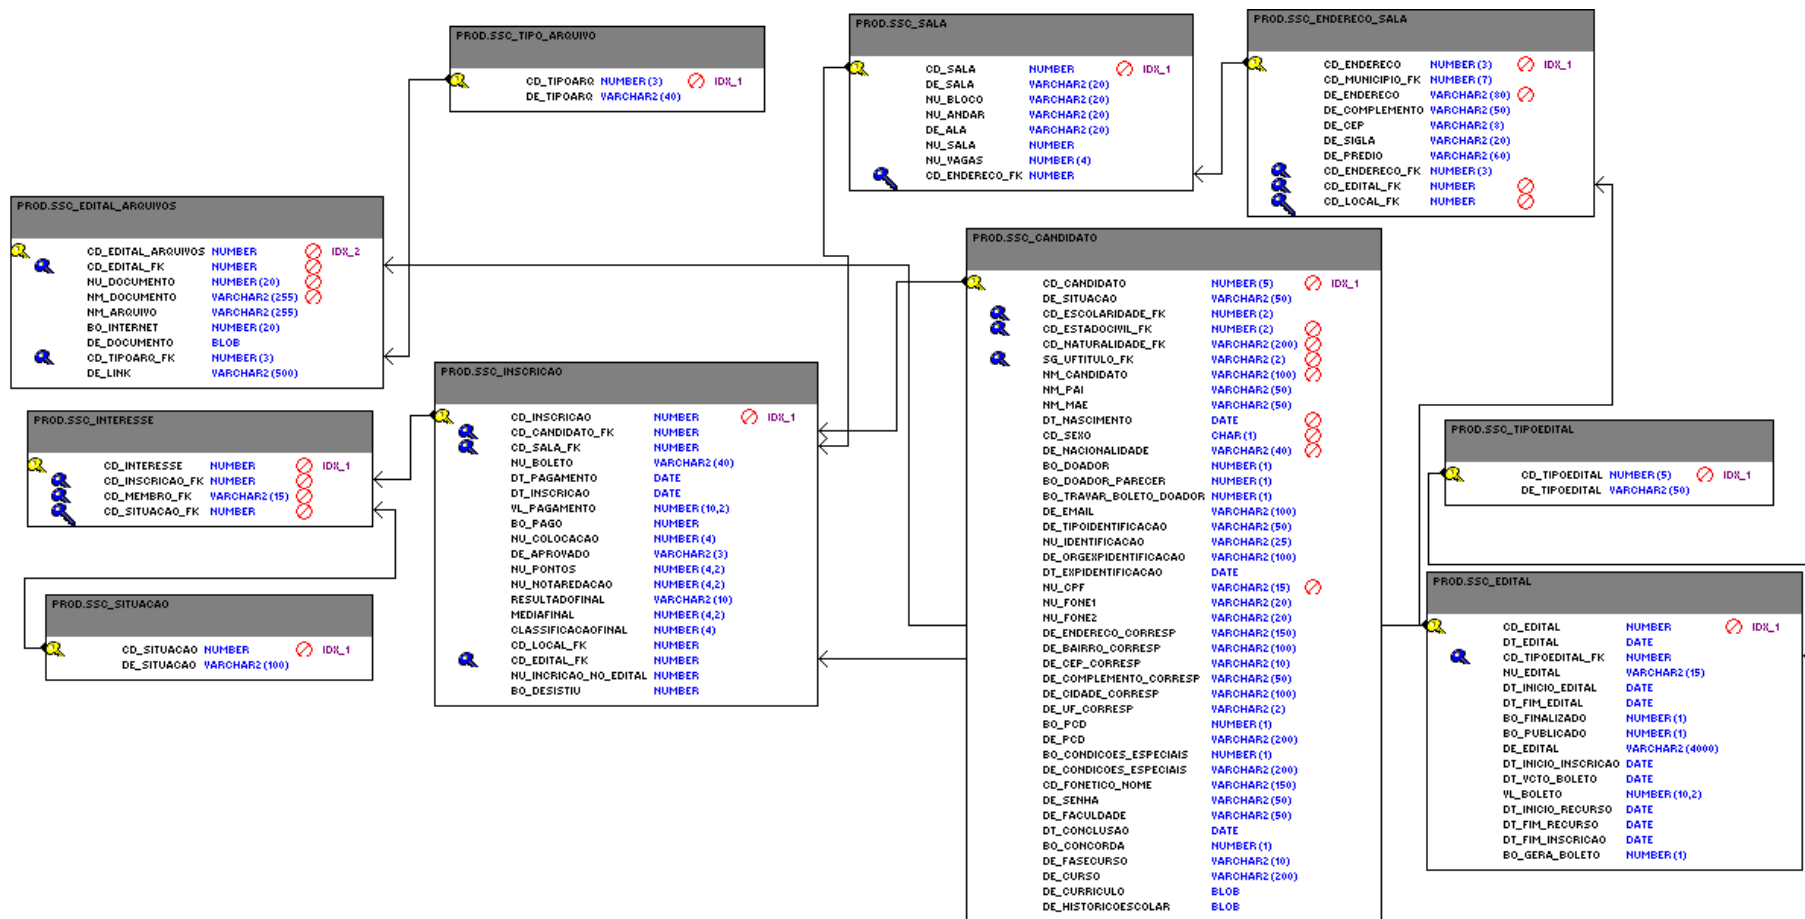 PROD.SSC_TIPO_ARQUIVO
CD_TIPOARQ NUMBER(3) IDX_1
DE_TIPOARQ VARCHAR2(40)
PROD.SSC_SALA
CD_SALA NUMBER IDX_1
DE_SALA VARCHAR2(20)
NU_BLOCO VARCHAR2(20)
NU_ANDAR VARCHAR2(20)
DE_ALA VARCHAR2(20)
NU_SALA NUMBER
NU_VAGAS NUMBER(4)
CD_ENDERECO_FK NUMBER
PROD.SSC_ENDERECO_SALA
CD_ENDERECO NUMBER(3) IDX_1
CD_MUNICIPIO_FK NUMBER(7)
DE_ENDERECO VARCHAR2(80)
DE_COMPLEMENTO VARCHAR2(50)
DE_CEP VARCHAR2(8)
DE_SIGLA VARCHAR2(20)
DE_PREDIO VARCHAR2(60)
CD_ENDERECO_FK NUMBER(3)
CD_EDITAL_FK NUMBER
CD_LOCAL_FK NUMBER
PROD.SSC_EDITAL_ARQUIVOS
CD_EDITAL_ARQUIVOS NUMBER IDX_2
CD_EDITAL_FK NUMBER
NU_DOCUMENTO NUMBER(20)
NM_DOCUMENTO VARCHAR2(255)
NM_ARQUIVO VARCHAR2(255)
BO_INTERNET NUMBER(20)
DE_DOCUMENTO BLOB
CD_TIPOARQ_FK NUMBER(3)
DE_LINK VARCHAR2(500)
PROD.SSC_INTERESSE
CD_INTERESSE NUMBER IDX_1
CD_INSCRICAO_FK NUMBER
CD_MEMBRO_FK VARCHAR2(15)
CD_SITUACAO_FK NUMBER
PROD.SSC_SITUACAO
CD_SITUACAO NUMBER IDX_1
DE_SITUACAO VARCHAR2(100)
PROD.SSC_INSCRICAO
CD_INSCRICAO NUMBER IDX_1
CD_CANDIDATO_FK NUMBER
CD_SALA_FK NUMBER
NU_BOLETO VARCHAR2(40)
DT_PAGAMENTO DATE
DT_INSCRICAO DATE
VL_PAGAMENTO NUMBER(10,2)
BO_PAGO NUMBER
NU_COLOCACAO NUMBER(4)
DE_APROVADO VARCHAR2(3)
NU_PONTOS NUMBER(4,2)
NU_NOTAREDACAO NUMBER(4,2)
RESULTADOFINAL VARCHAR2(10)
MEDIAFINAL NUMBER(4,2)
CLASSIFICACAOFINAL NUMBER(4)
CD_LOCAL_FK NUMBER
CD_EDITAL_FK NUMBER
NU_INCRICAO_NO_EDITAL NUMBER
BO_DESISTIU NUMBER
PROD.SSC_CANDIDATO
CD_CANDIDATO NUMBER(5) IDX_1
DE_SITUACAO VARCHAR2(50)
CD_ESCOLARIDADE_FK NUMBER(2)
CD_ESTADOCIVIL_FK NUMBER(2)
CD_NATURALIDADE_FK VARCHAR2(200)
SG_UFTITULO_FK VARCHAR2(2)
NM_CANDIDATO VARCHAR2(100)
NM_PAI VARCHAR2(50)
NM_MAE VARCHAR2(50)
DT_NASCIMENTO DATE
CD_SEXO CHAR(1)
DE_NACIONALIDADE VARCHAR2(40)
BO_DOADOR NUMBER(1)
BO_DOADOR_PARECER NUMBER(1)
BO_TRAVAR_BOLETO_DOADOR NUMBER(1)
DE_EMAIL VARCHAR2(100)
DE_TIPOIDENTIFICACAO VARCHAR2(50)
NU_IDENTIFICACAO VARCHAR2(25)
DE_ORGEXPIDENTIFICACAO VARCHAR2(100)
DT_EXPIDENTIFICACAO DATE
NU_CPF VARCHAR2(15)
NU_FONE1 VARCHAR2(20)
NU_FONE2 VARCHAR2(20)
DE_ENDERECO_CORRESP VARCHAR2(150)
DE_BAIRRO_CORRESP VARCHAR2(100)
DE_CEP_CORRESP VARCHAR2(10)
DE_COMPLEMENTO_CORRESP VARCHAR2(50)
DE_CIDADE_CORRESP VARCHAR2(100)
DE_UF_CORRESP VARCHAR2(2)
BO_PCD NUMBER(1)
DE_PCD VARCHAR2(200)
BO_CONDICOES_ESPECIAIS NUMBER(1)
DE_CONDICOES_ESPECIAIS VARCHAR2(200)
CD_FONETICO_NOME VARCHAR2(150)
DE_SENHA VARCHAR2(50)
DE_FACULDADE VARCHAR2(50)
DT_CONCLUSAO DATE
BO_CONCORDA NUMBER(1)
DE_FASECURSO VARCHAR2(10)
DE_CURSO VARCHAR2(200)
DE_CURRICULO BLOB
DE_HISTORICOESCOLAR BLOB
PROD.SSC_TIPOEDITAL
CD_TIPOEDITAL NUMBER(5) IDX_1
DE_TIPOEDITAL VARCHAR2(50)
PROD.SSC_EDITAL
CD_EDITAL NUMBER IDX_1
DT_EDITAL DATE
CD_TIPOEDITAL_FK NUMBER
NU_EDITAL VARCHAR2(15)
DT_INICIO_EDITAL DATE
DT_FIM_EDITAL DATE
BO_FINALIZADO NUMBER(1)
BO_PUBLICADO NUMBER(1)
DE_EDITAL VARCHAR2(4000)
DT_INICIO_INSCRICAO DATE
DT_VCTO_BOLETO DATE
VL_BOLETO NUMBER(10,2)
DT_INICIO_RECURSO DATE
DT_FIM_RECURSO DATE
DT_FIM_INSCRICAO DATE
BO_GERA_BOLETO NUMBER(1)